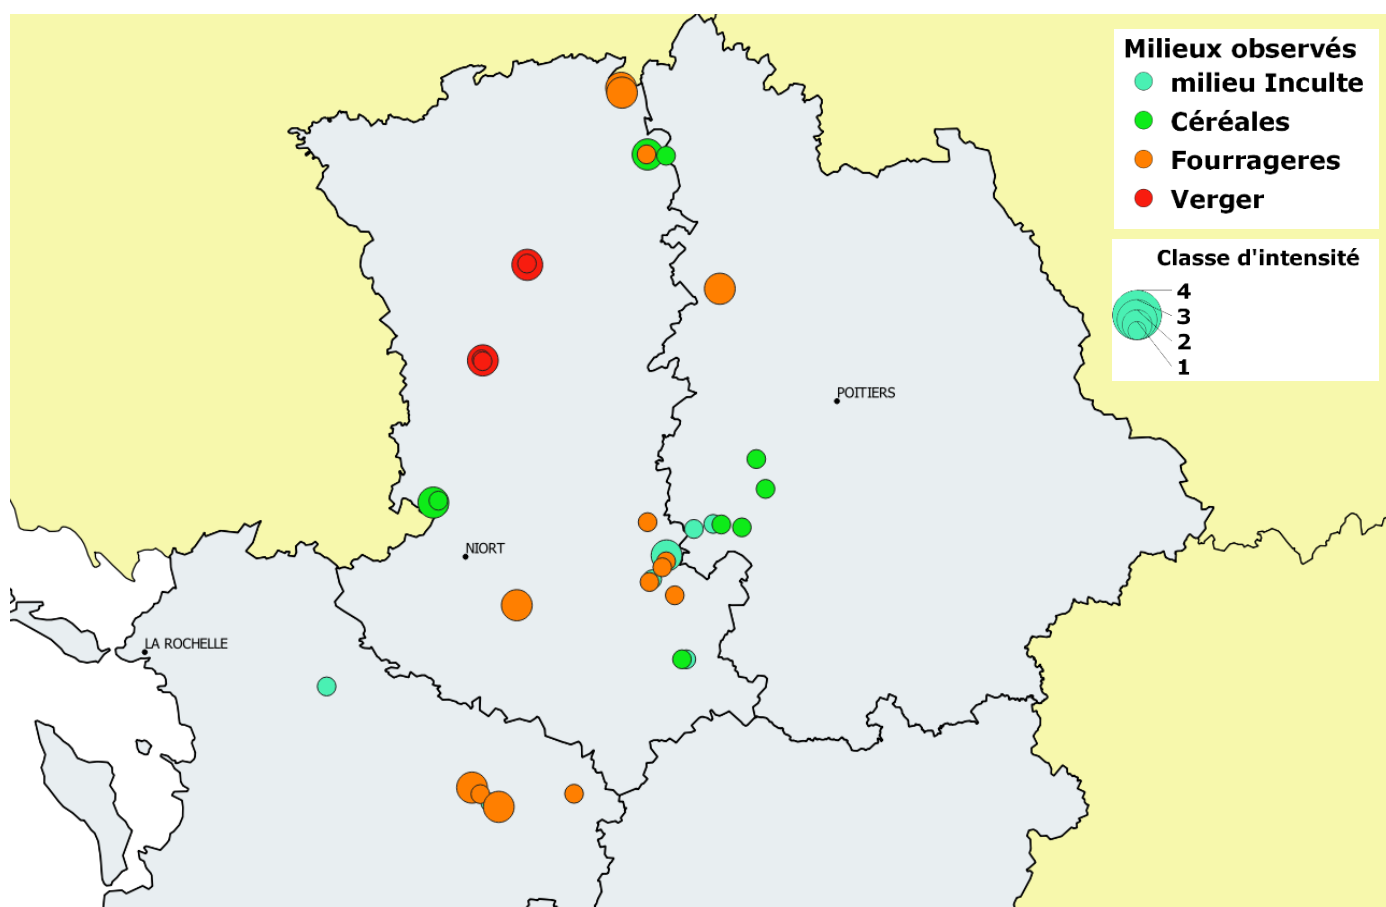 Milieux observés
milieu Inculte
Céréales
Fourrageres
Verger
Classe d'intensité
4
3
2
1
POITIERS
NIORT
LA ROCHELLE